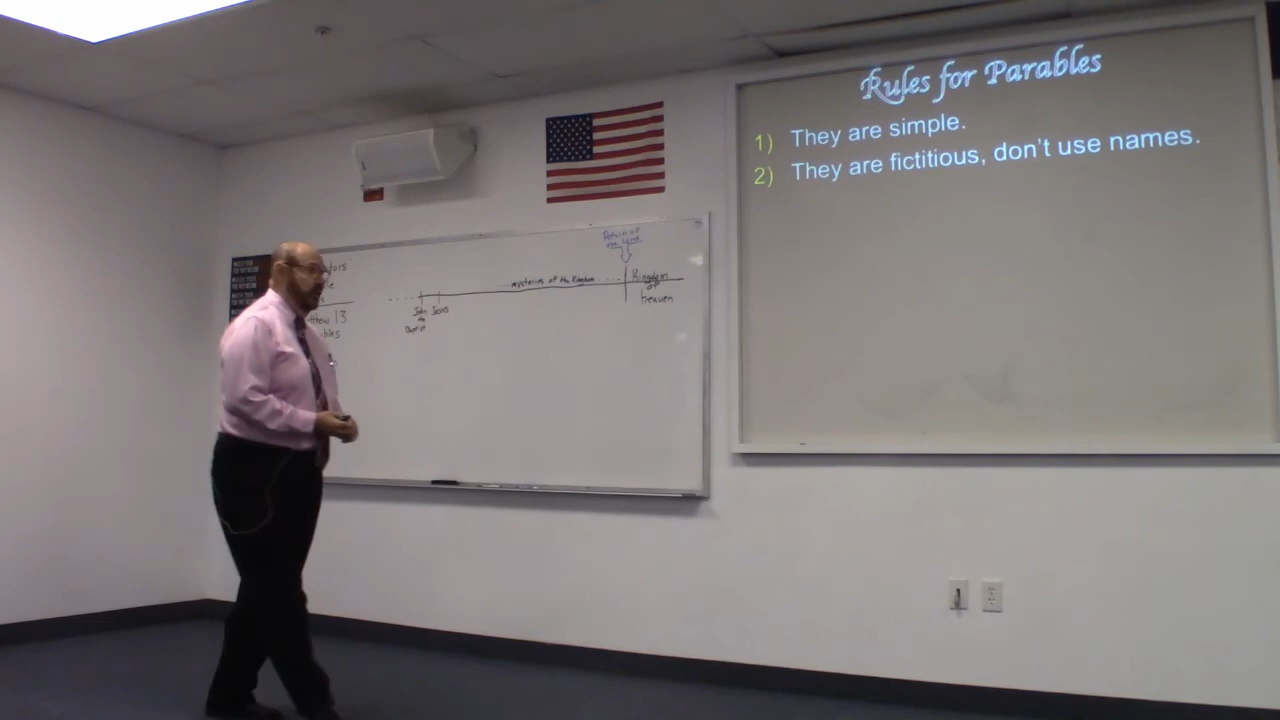 Rules for Parables
1) They are simple.
2) They are fictitious, don't use names.
Return of
the Lord
mysteries of the Kingdom
Kingdom
of
heaven
John Jesus
the
Baptist
13